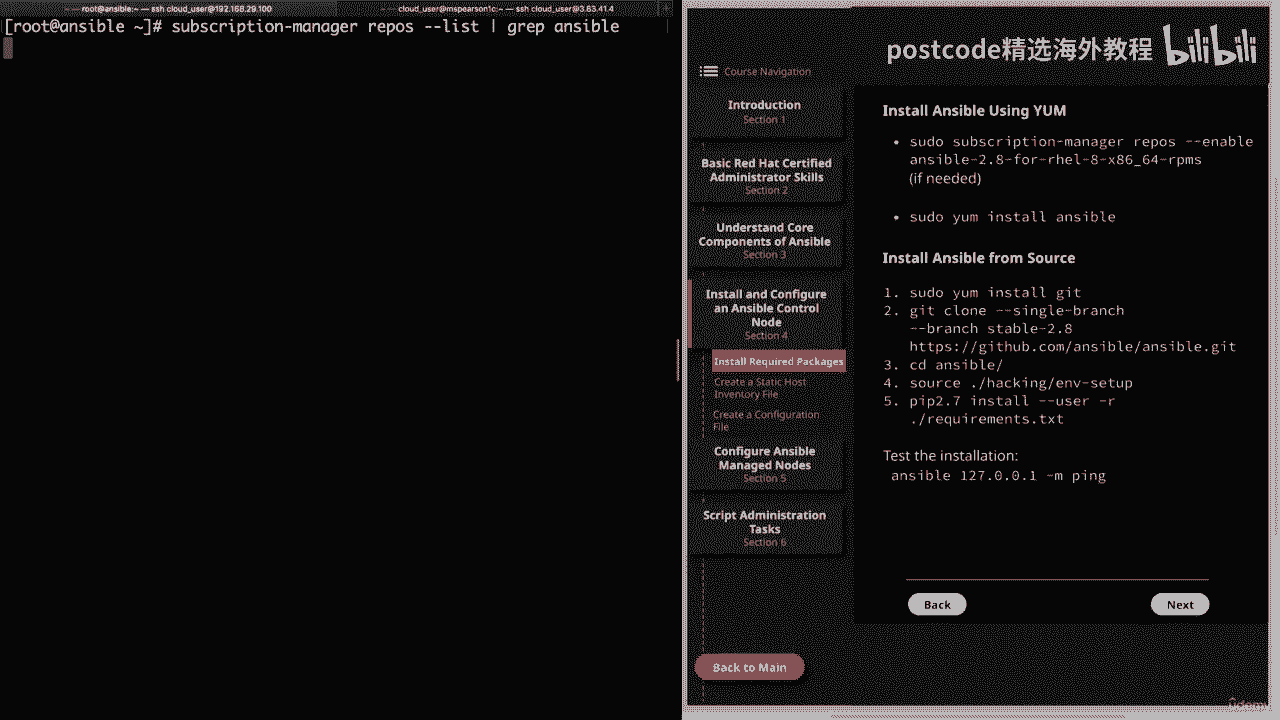 root@ansible:~ — ssh cloud_user@192.168.29.100
cloud_user@mspearson1c:~ — ssh cloud_user@3.83.41.4
[root@ansible ~]# subscription-manager repos --list | grep ansible
postcode精选海外教程 bilibili
Course Navigation
Introduction
Section 1
Basic Red Hat Certified
Administrator Skills
Section 2
Understand Core
Components of Ansible
Section 3
Install and Configure
an Ansible Control
Node
Section 4
Install Required Packages
Create a Static Host
Inventory File
Create a Configuration
File
Configure Ansible
Managed Nodes
Section 5
Script Administration
Tasks
Section 6
Back to Main
Install Ansible Using YUM
• sudo subscription-manager repos --enable
ansible-2.8-for-rhel-8-x86_64-rpms
(if needed)
• sudo yum install ansible
Install Ansible from Source
1. sudo yum install git
2. git clone --single-branch
--branch stable-2.8
https://github.com/ansible/ansible.git
3. cd ansible/
4. source ./hacking/env-setup
5. pip2.7 install --user -r
./requirements.txt
Test the installation:
ansible 127.0.0.1 -m ping
Back
Next
ûdemy